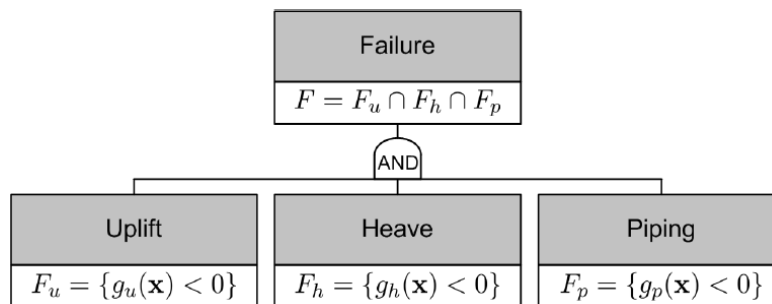 Failure
F = F_u ∩ F_h ∩ F_p
AND
Uplift Heave Piping
F_u = {g_u(𝐱) < 0} F_h = {g_h(𝐱) < 0} F_p = {g_p(𝐱) < 0}